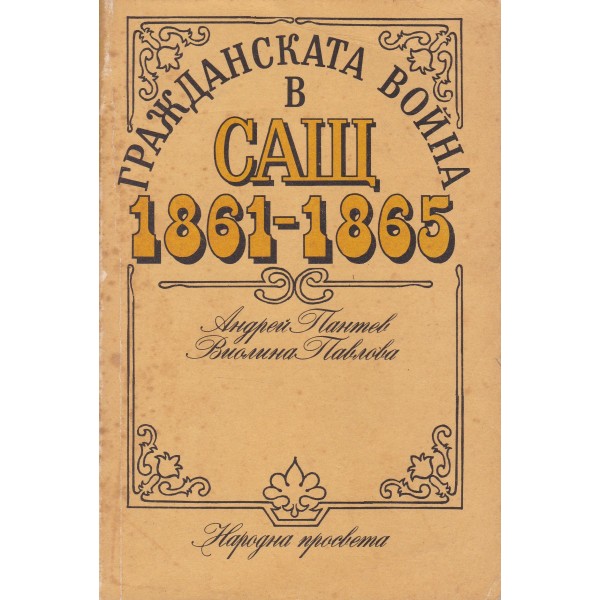 ГРАЖДАНСКАТА ВОЙНА
В
САЩ
1861-1865
Андрей Пантев
Виолина Павлова
Народна просвета